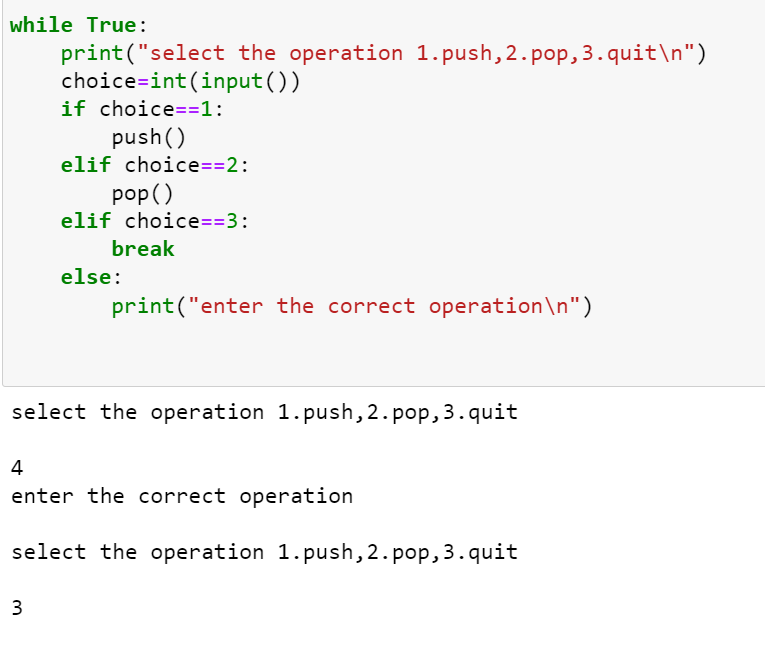 while True:
    print("select the operation 1.push,2.pop,3.quit\n")
    choice=int(input())
    if choice==1:
        push()
    elif choice==2:
        pop()
    elif choice==3:
        break
    else:
        print("enter the correct operation\n")
select the operation 1.push,2.pop,3.quit
4
enter the correct operation
select the operation 1.push,2.pop,3.quit
3